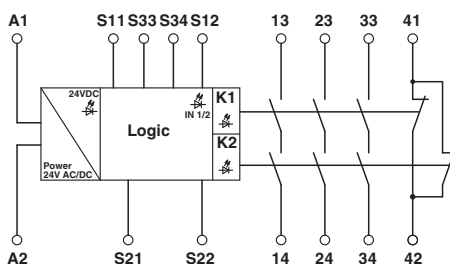 A1 S11 S33 S34 S12 13 23 33 41
24VDC
IN 1/2
K1
Logic
K2
Power
24V AC/DC
A2 S21 S22 14 24 34 42